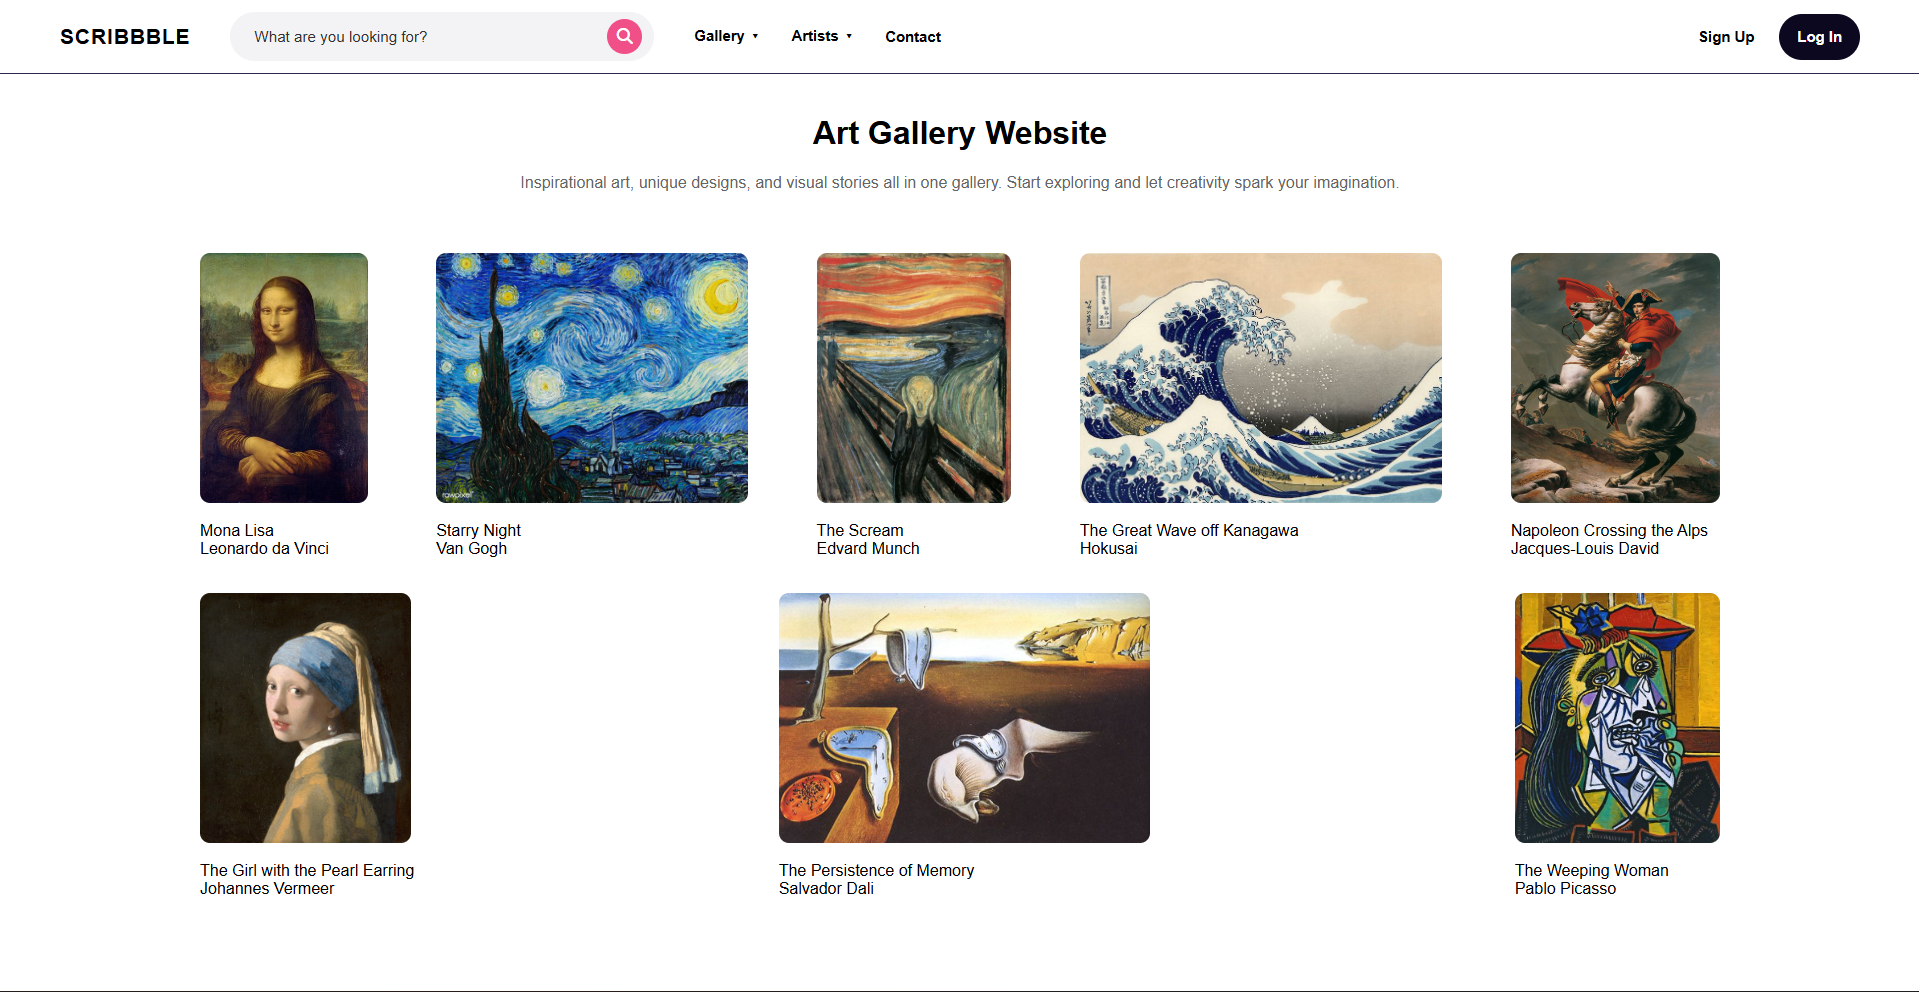 SCRIBBBLE
What are you looking for?
Gallery ▼
Artists ▼
Contact
Sign Up
Log In
Art Gallery Website
Inspirational art, unique designs, and visual stories all in one gallery. Start exploring and let creativity spark your imagination.
rawpixel
Mona Lisa
Leonardo da Vinci
Starry Night
Van Gogh
The Scream
Edvard Munch
The Great Wave off Kanagawa
Hokusai
Napoleon Crossing the Alps
Jacques-Louis David
The Girl with the Pearl Earring
Johannes Vermeer
The Persistence of Memory
Salvador Dali
The Weeping Woman
Pablo Picasso